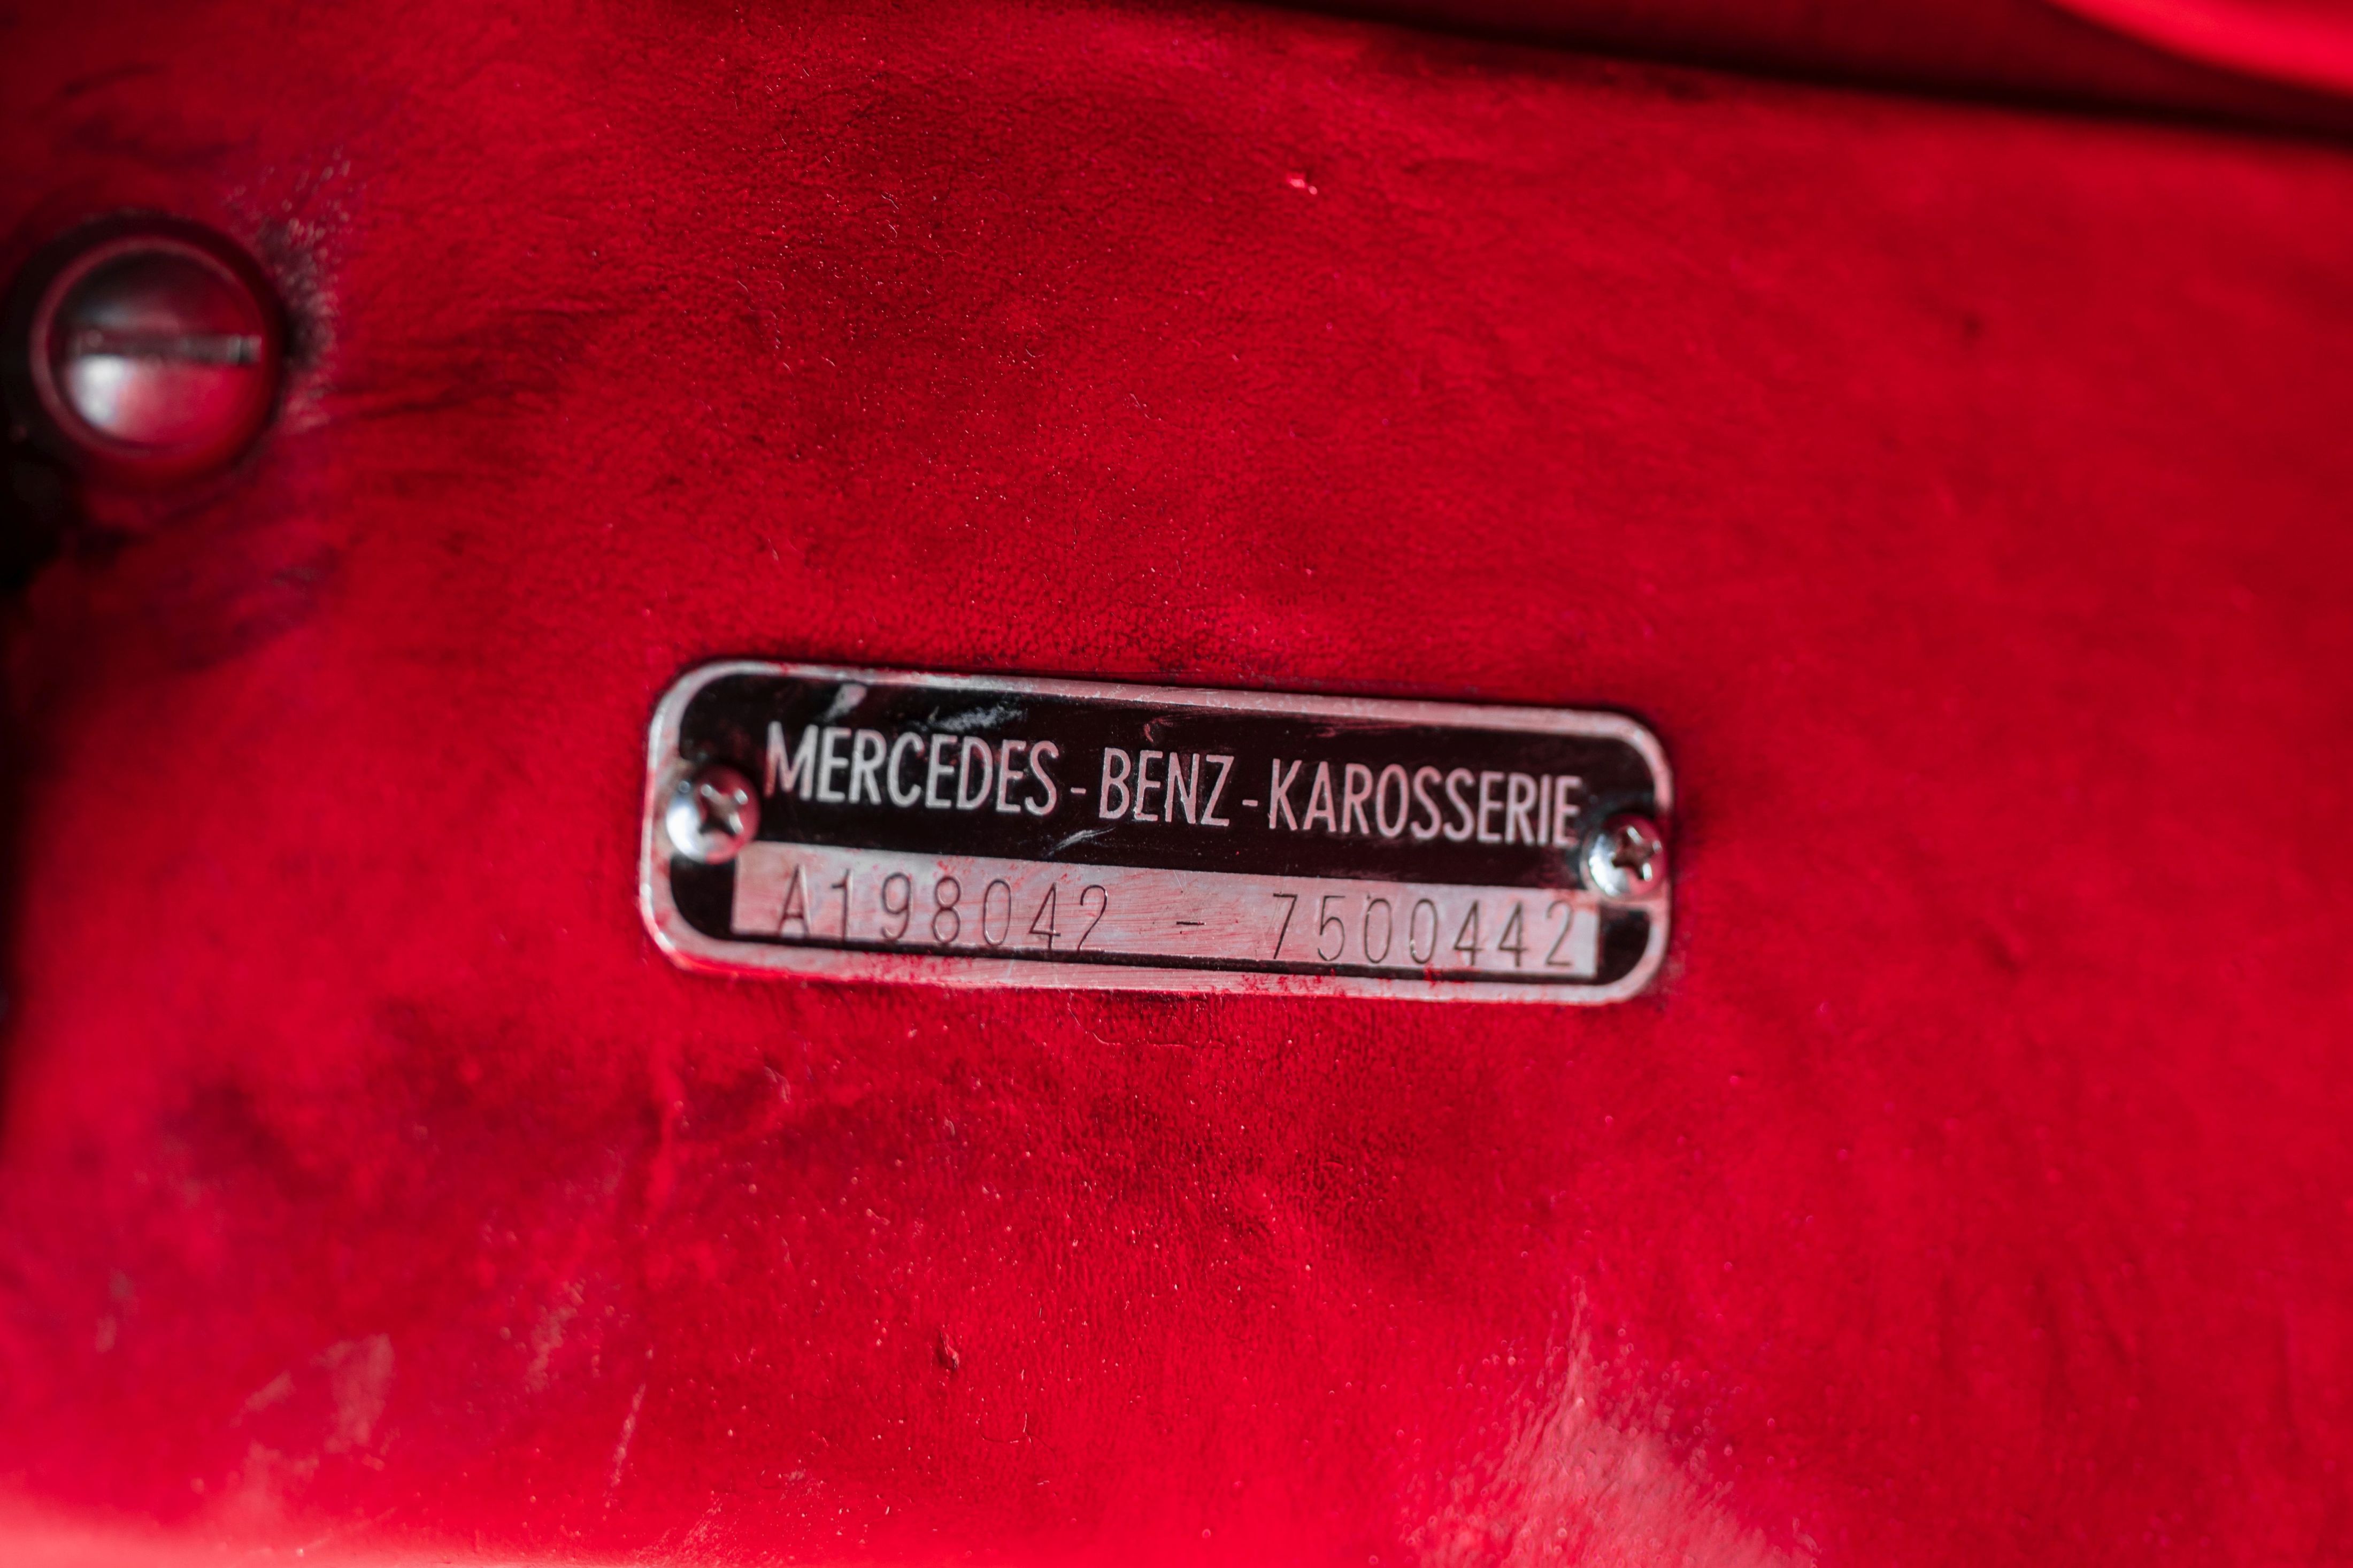 MERCEDES-BENZ-KAROSSERIE
A198042 - 7500442